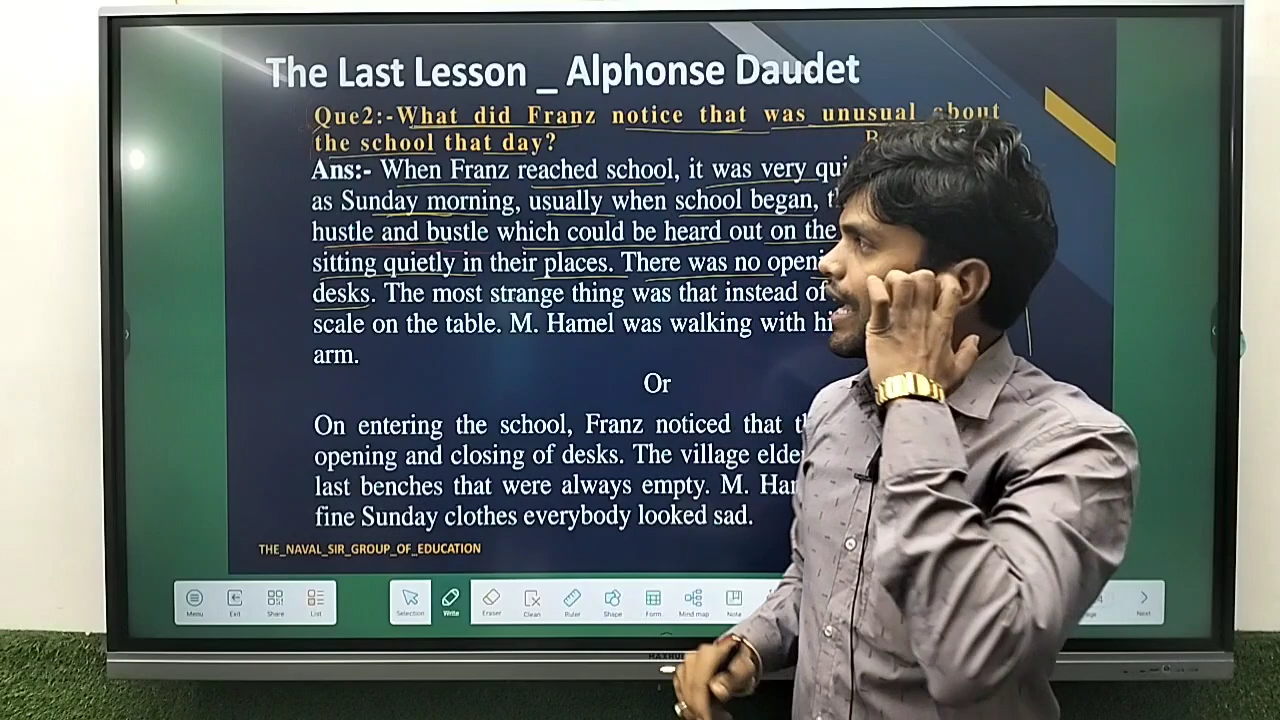 The Last Lesson _ Alphonse Daudet
Que2:-What did Franz notice that was unusual about
the school that day?
Ans:- When Franz reached school, it was very
as Sunday morning, usually when school began,
hustle and bustle which could be heard out on the
sitting quietly in their places. There was no
desks. The most strange thing was that instead of
scale on the table. M. Hamel was walking with
arm.
Or
On entering the school, Franz noticed that
opening and closing of desks. The village
last benches that were always empty. M.
fine Sunday clothes everybody looked sad.
THE_NAVAL_SIR_GROUP_OF_EDUCATION
Menu Exit Share List Selection Write Eraser Clean Ruler Shape Form Mind map Note Next